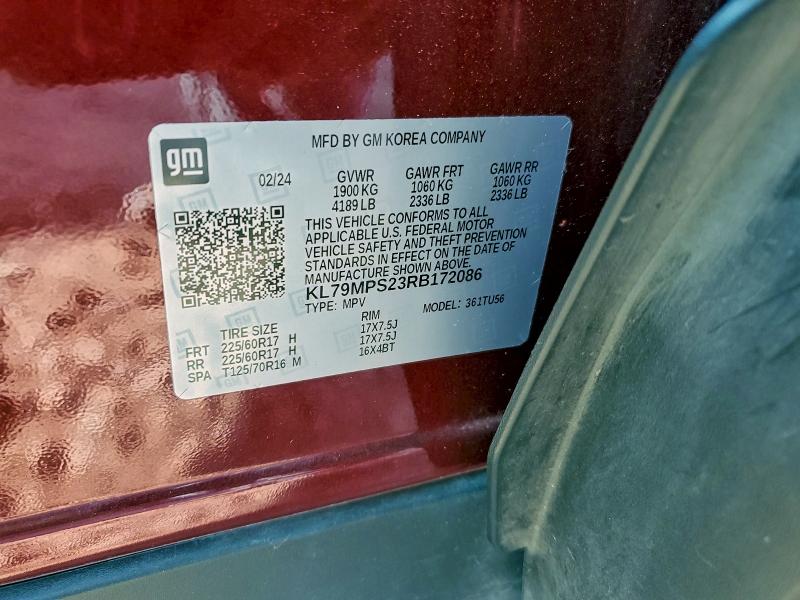 gm
MFD BY GM KOREA COMPANY
02/24 GVWR GAWR FRT GAWR RR
1900 KG 1060 KG 1060 KG
4189 LB 2336 LB 2336 LB
THIS VEHICLE CONFORMS TO ALL
APPLICABLE U.S. FEDERAL MOTOR
VEHICLE SAFETY AND THEFT PREVENTION
STANDARDS IN EFFECT ON THE DATE OF
MANUFACTURE SHOWN ABOVE.
KL79MPS23RB172086
TYPE: MPV MODEL: 361TU56
TIRE SIZE RIM
FRT 225/60R17 H 17X7.5J
RR 225/60R17 H 17X7.5J
SPA T125/70R16 M 16X4BT